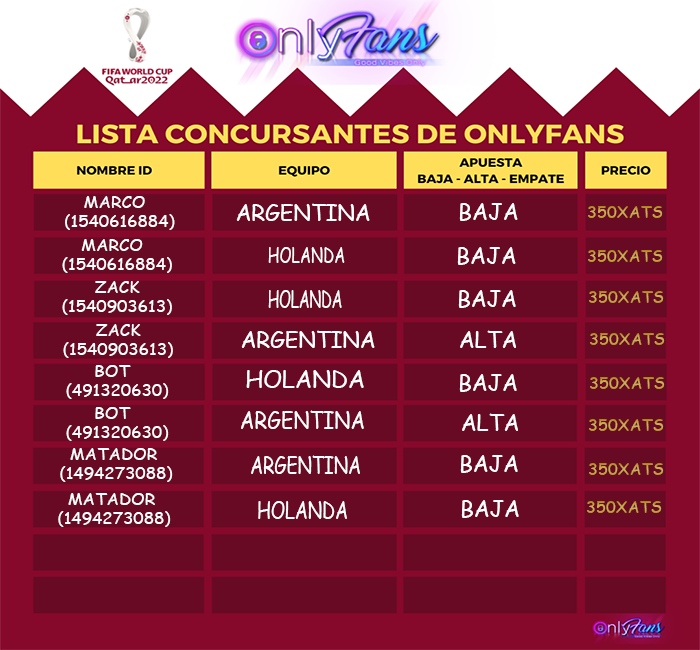 FIFA WORLD CUP
Qatar2022
OnlyFans
Good Vibes Only
LISTA CONCURSANTES DE ONLYFANS
NOMBRE ID EQUIPO APUESTA BAJA - ALTA - EMPATE PRECIO
MARCO (1540616884) ARGENTINA BAJA 350XATS
MARCO (1540616884) HOLANDA BAJA 350XATS
ZACK (1540903613) HOLANDA BAJA 350XATS
ZACK (1540903613) ARGENTINA ALTA 350XATS
BOT (491320630) HOLANDA BAJA 350XATS
BOT (491320630) ARGENTINA ALTA 350XATS
MATADOR (1494273088) ARGENTINA BAJA 350XATS
MATADOR (1494273088) HOLANDA BAJA 350XATS
OnlyFans